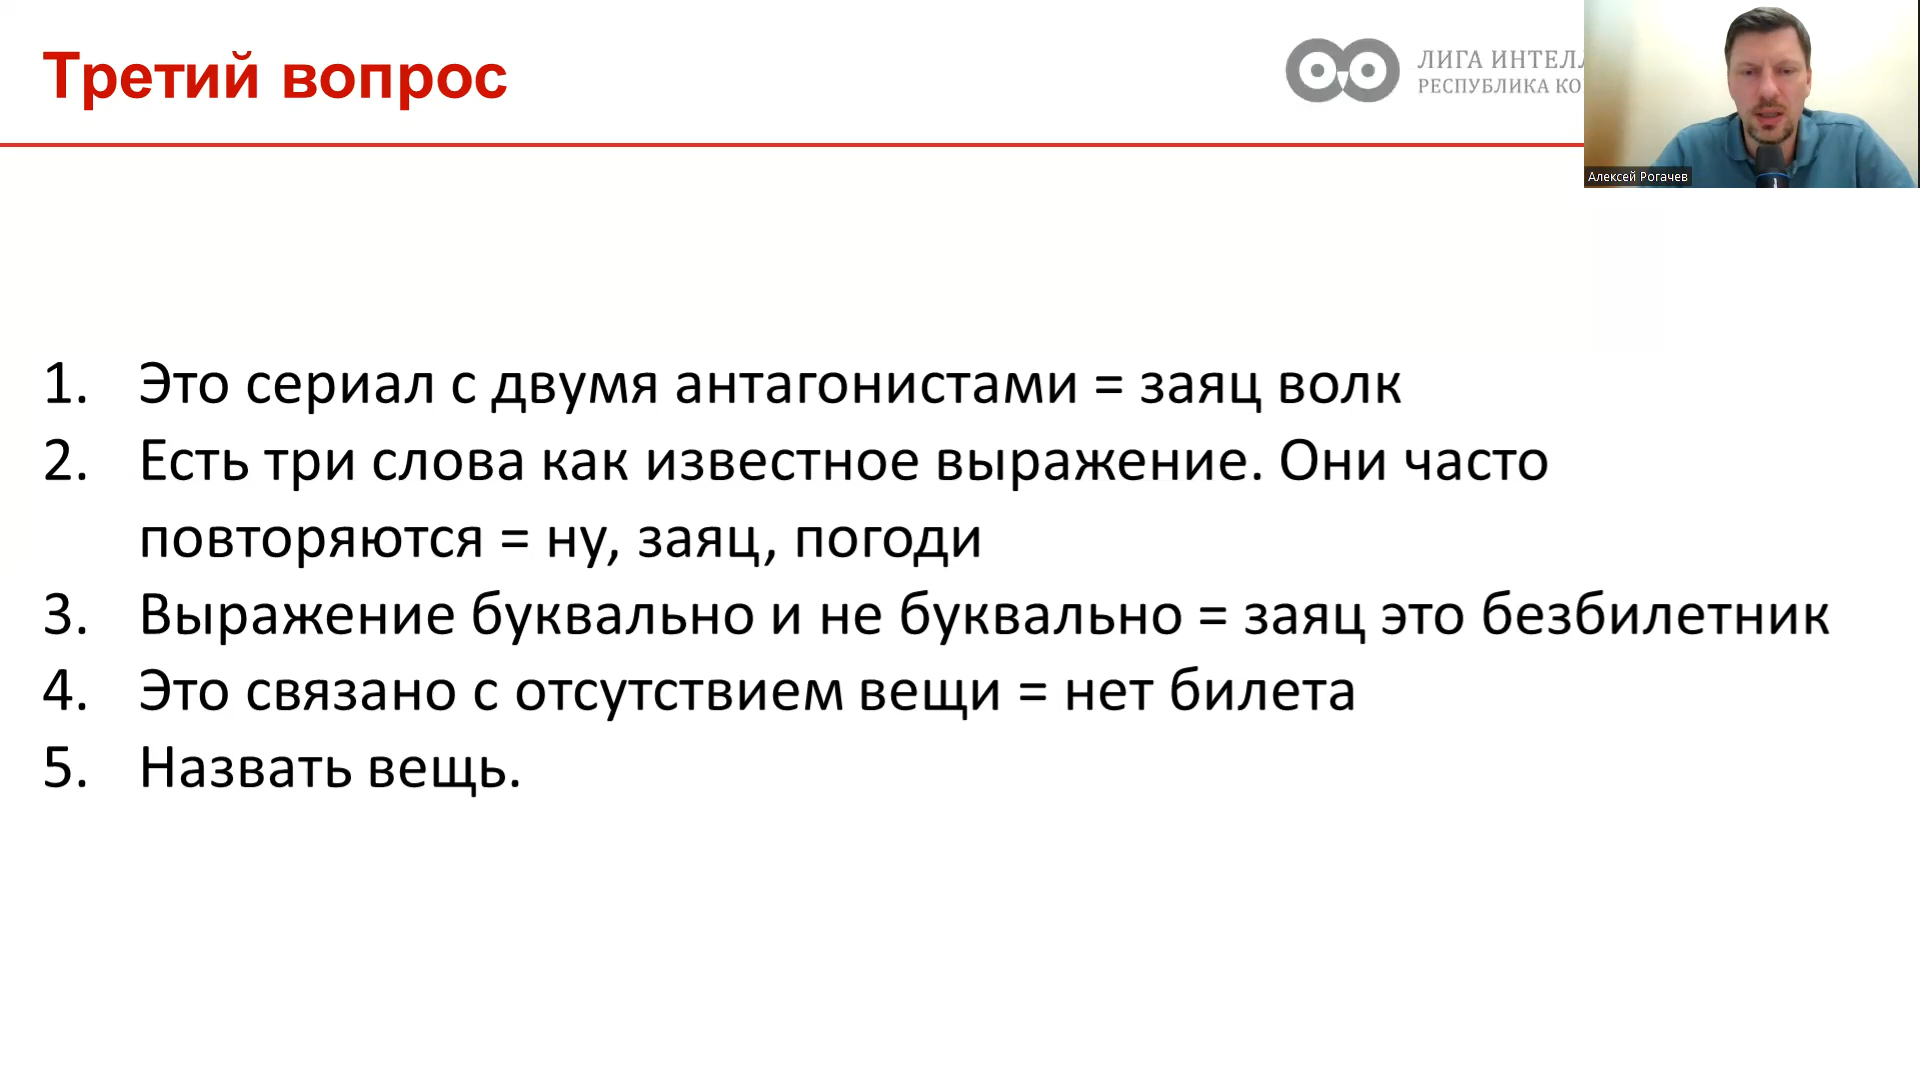 Третий вопрос
ЛИГА
РЕСПУБЛИКА
Алексей Рогачев
1. Это сериал с двумя антагонистами = заяц волк
2. Есть три слова как известное выражение. Они часто
повторяются = ну, заяц, погоди
3. Выражение буквально и не буквально = заяц это безбилетник
4. Это связано с отсутствием вещи = нет билета
5. Назвать вещь.